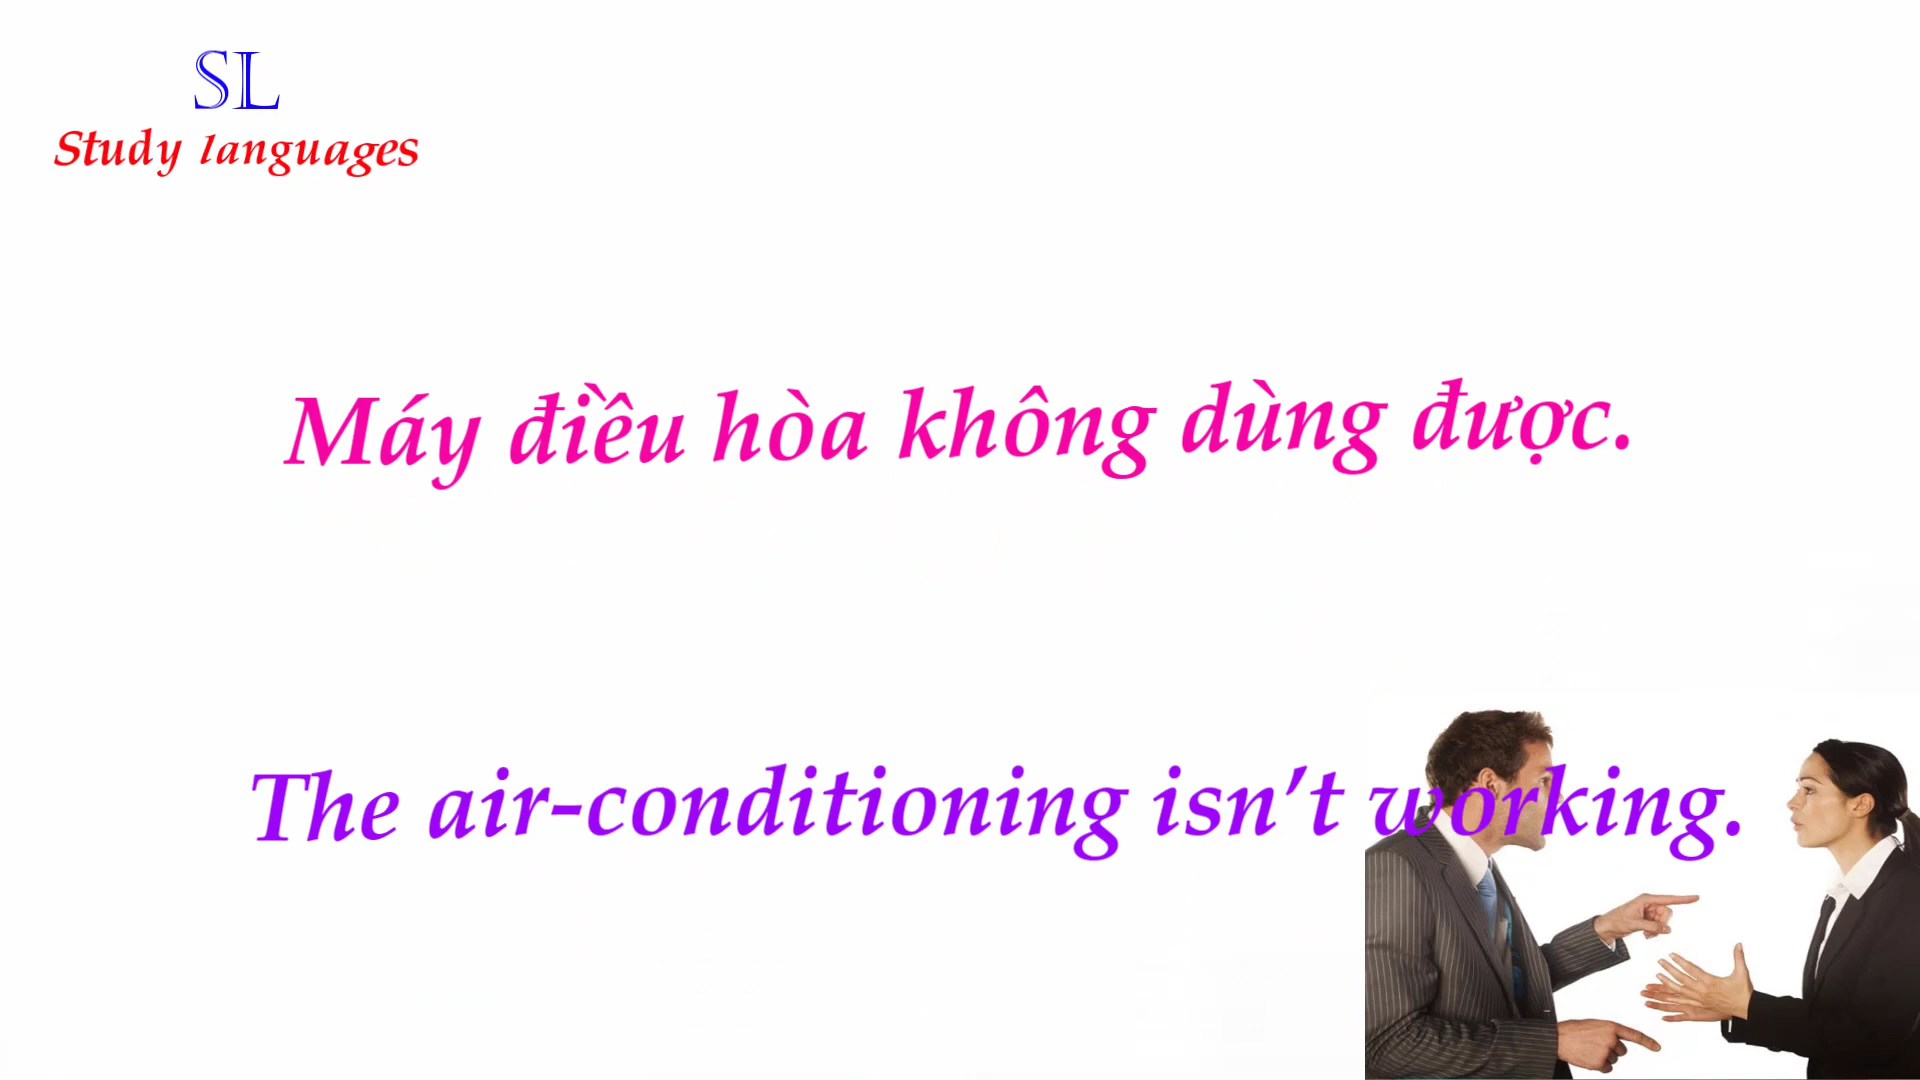 SL
Study languages
Máy điều hòa không dùng được.
The air-conditioning isn't working.